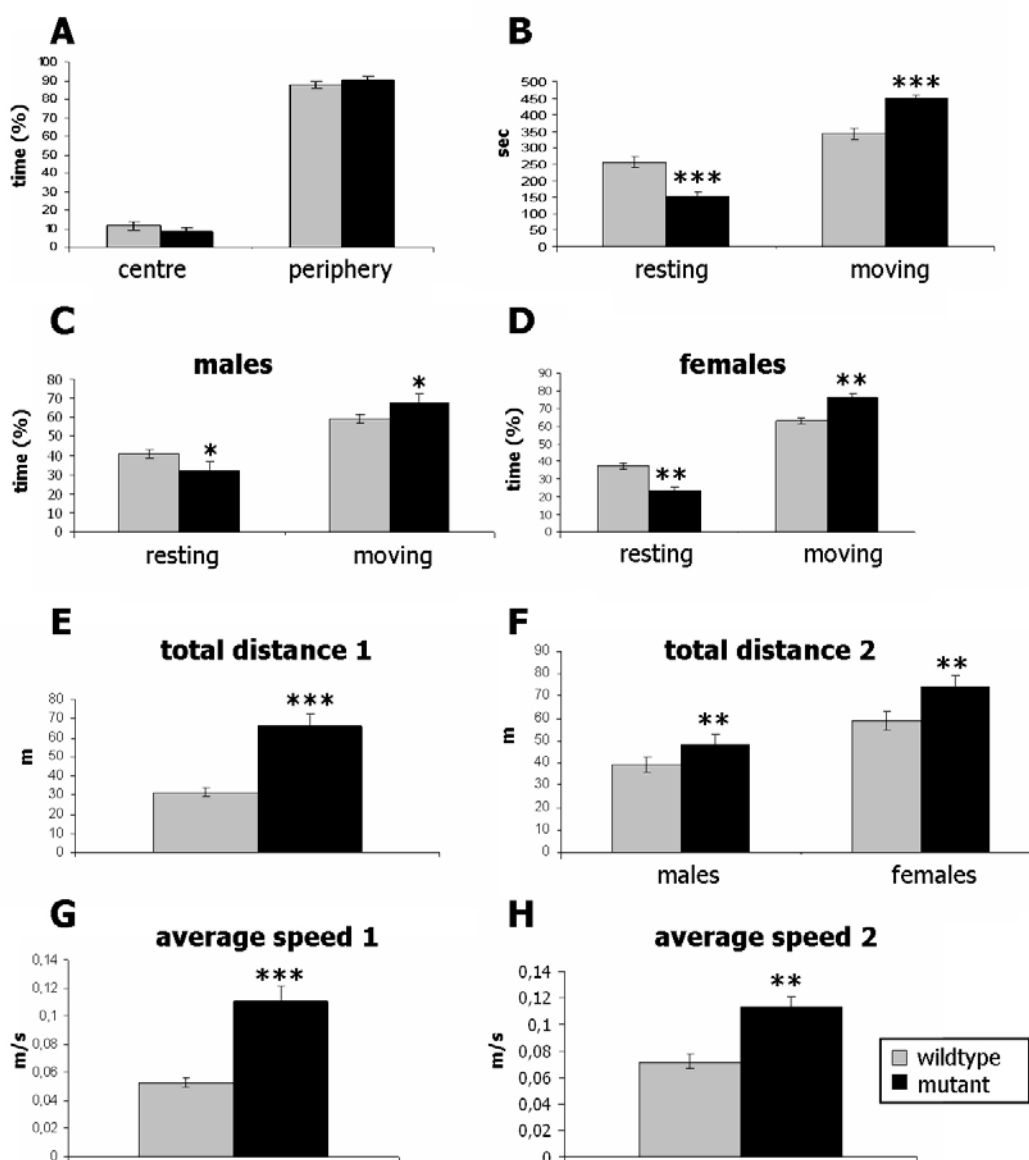 A
100
90
80
70
60
50
40
30
20
10
0
time (%)
centre
periphery
B
500
450
400
350
300
250
200
150
100
50
0
sec
***
***
resting
moving
C
males
80
70
60
50
40
30
20
10
0
time (%)
*
*
resting
moving
D
females
90
80
70
60
50
40
30
20
10
0
time (%)
**
**
resting
moving
E
total distance 1
80
70
60
50
40
30
20
10
0
m
***
F
total distance 2
90
80
70
60
50
40
30
20
10
0
m
**
**
males
females
G
average speed 1
0,14
0,12
0,1
0,08
0,06
0,04
0,02
0
m/s
***
H
average speed 2
0,14
0,12
0,1
0,08
0,06
0,04
0,02
0
m/s
**
wildtype
mutant